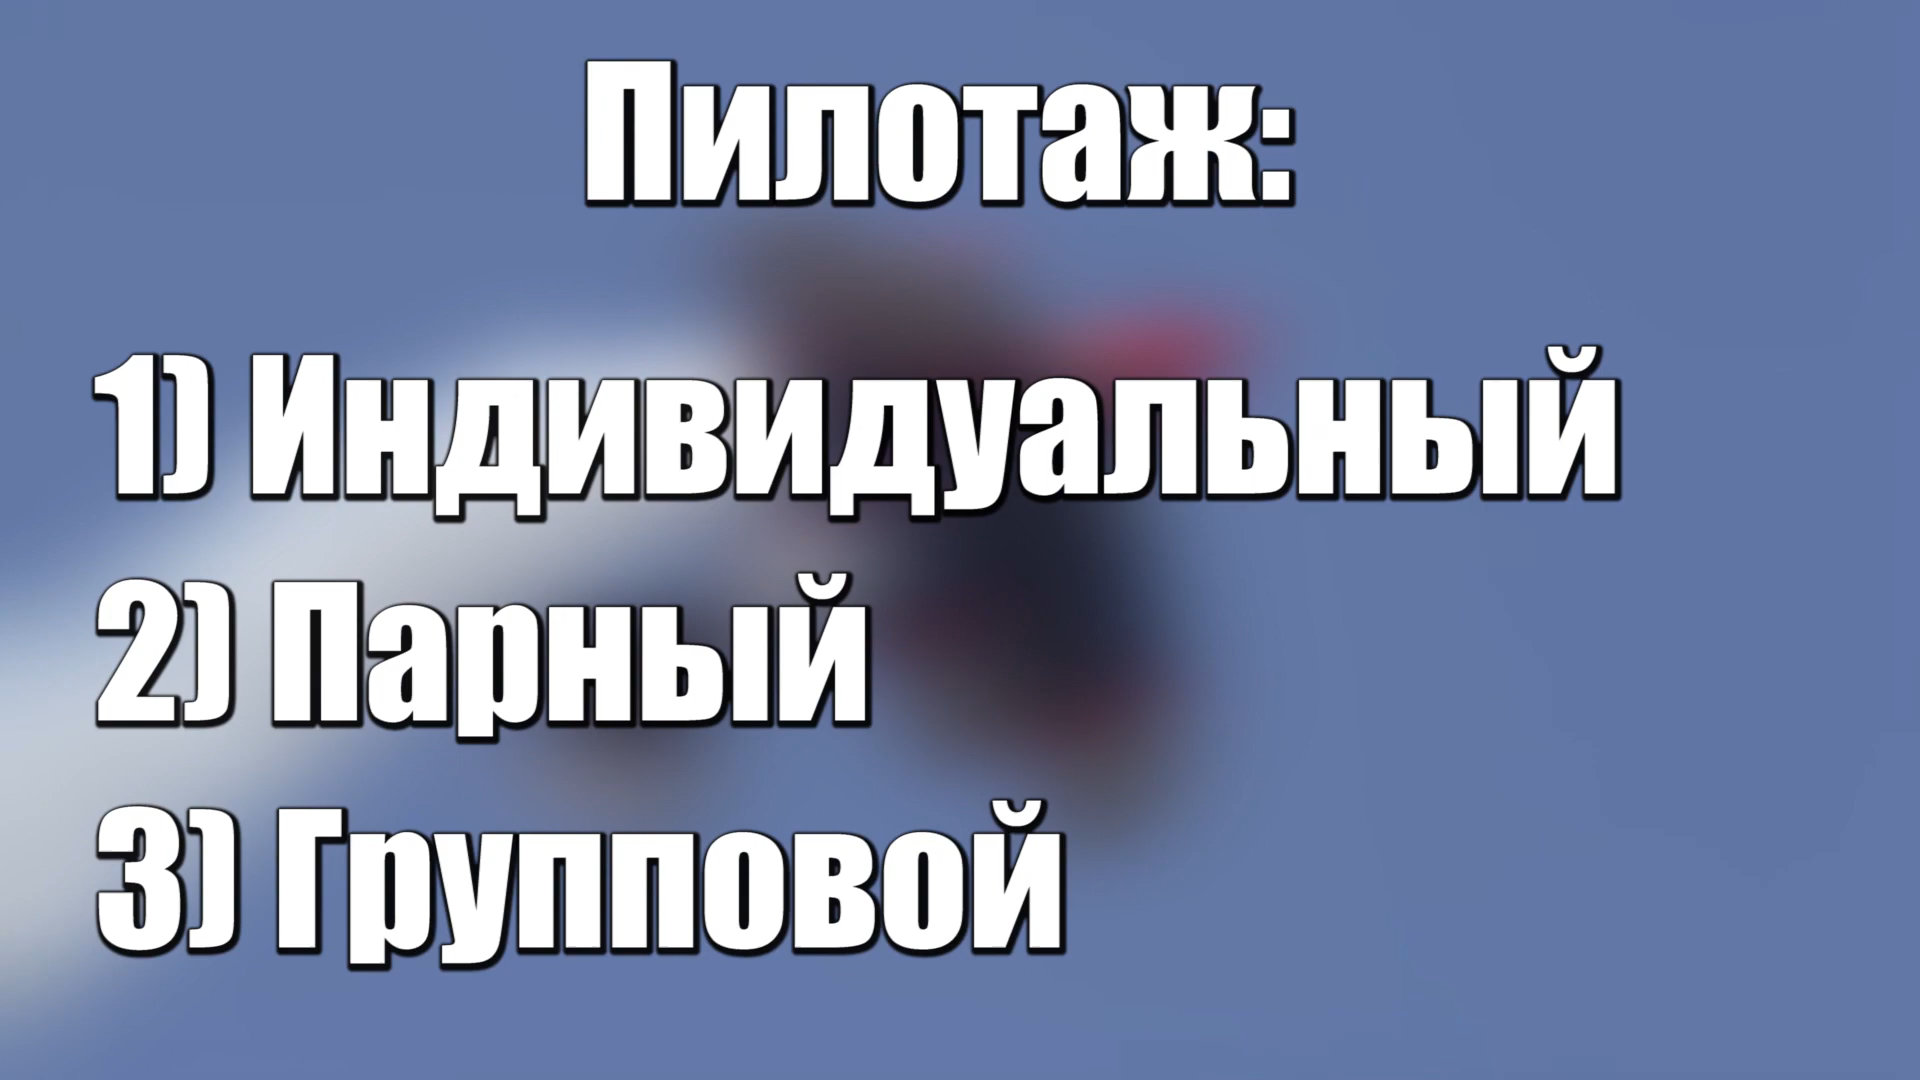 Пилотаж:
1) Индивидуальный
2) Парный
3) Групповой